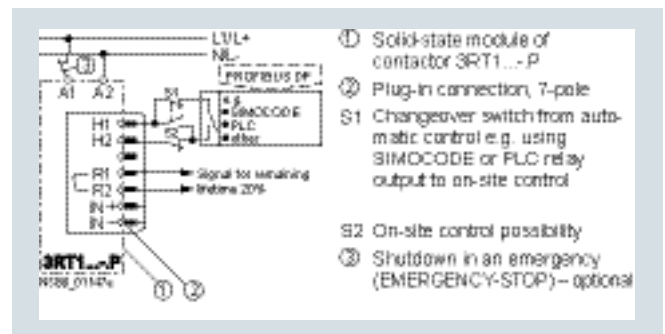 L1/L+
N/L-
③
PROFIBUS DP
A1 A2
S1
e.g.
SIMOCODE
PLC
other
H1
H2
S2
R1
R2
Signal for remaining
lifetime 20%
IN +
IN -
3RT1...-.P
NSB0_01147c
① ②
① Solid-state module of
contactor 3RT1...-.P
② Plug-in connection, 7-pole
S1 Changeover switch from auto-
matic control e.g. using
SIMOCODE or PLC relay
output to on-site control
S2 On-site control possibility
③ Shutdown in an emergency
(EMERGENCY-STOP) – optional